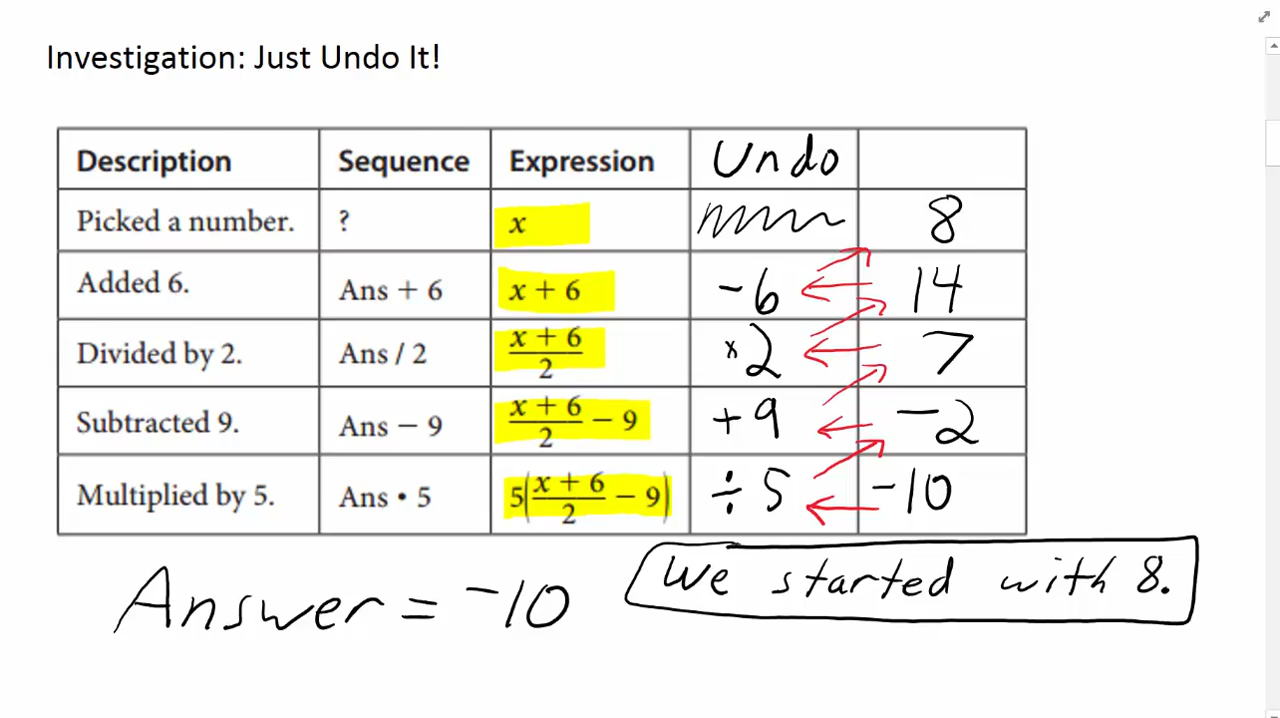 Investigation: Just Undo It!
Description Sequence Expression Undo
Picked a number. ? x 8
Added 6. Ans + 6 x + 6 -6 14
Divided by 2. Ans / 2 (x + 6)/2 ×2 7
Subtracted 9. Ans − 9 (x + 6)/2 − 9 +9 -2
Multiplied by 5. Ans • 5 5((x + 6)/2 − 9) ÷5 -10
Answer = -10
We started with 8.